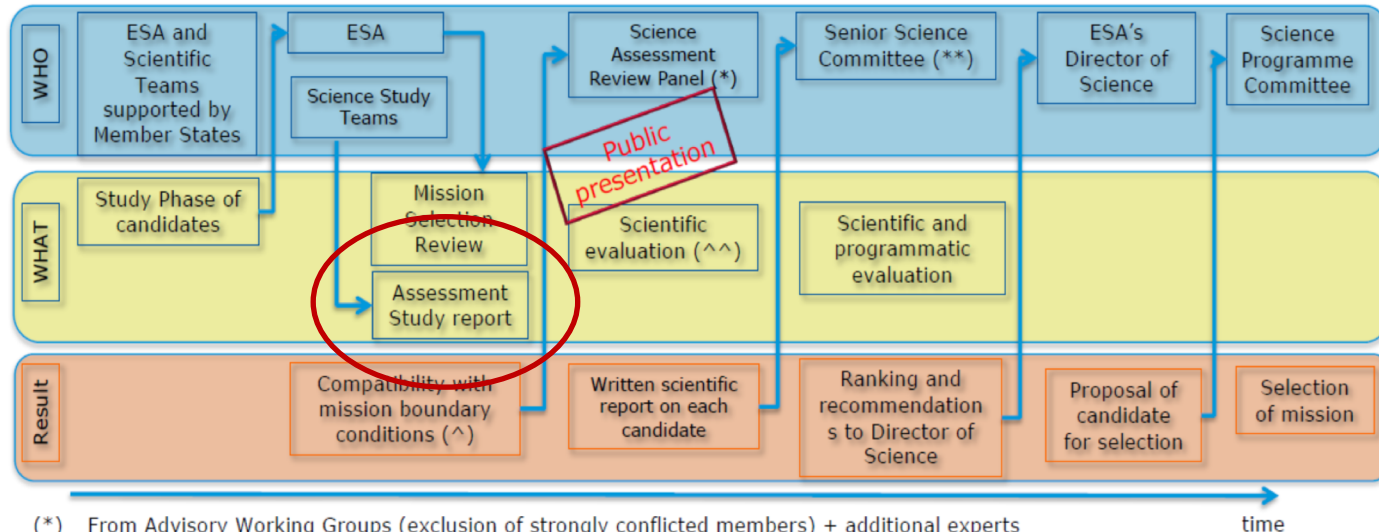 WHO
ESA and
Scientific
Teams
supported by
Member States
ESA
Science Study
Teams
Science
Assessment
Review Panel (*)
Senior Science
Committee (**)
ESA's
Director of
Science
Science
Programme
Committee
Public
presentation
WHAT
Study Phase of
candidates
Mission
Selection
Review
Assessment
Study report
Scientific
evaluation (^^)
Scientific and
programmatic
evaluation
Result
Compatibility with
mission boundary
conditions (^)
Written scientific
report on each
candidate
Ranking and
recommendation
s to Director of
Science
Proposal of
candidate
for selection
Selection
of mission
(*) From Advisory Working Groups (exclusion of strongly conflicted members) + additional experts
time